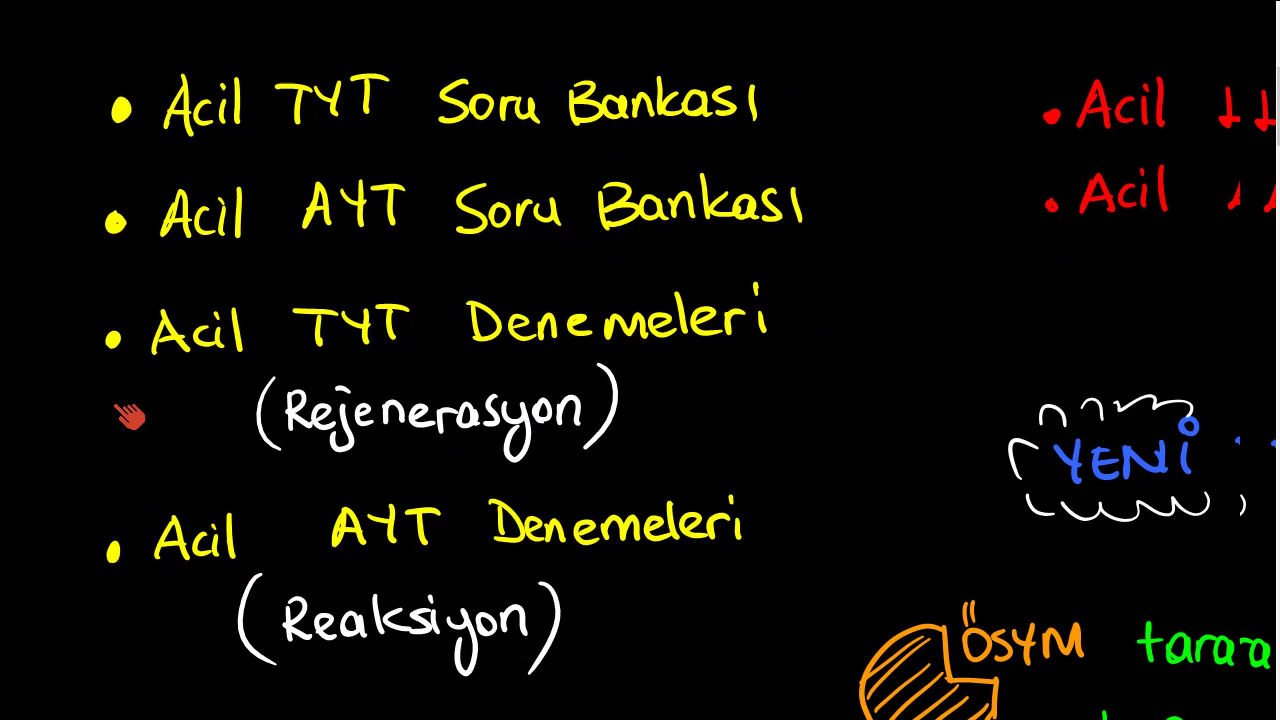 • Acil TYT Soru Bankası
• Acil AYT Soru Bankası
• Acil TYT Denemeleri
(Rejenerasyon)
• Acil AYT Denemeleri
(Reaksiyon)
• Acil
• Acil
YENİ
ÖSYM